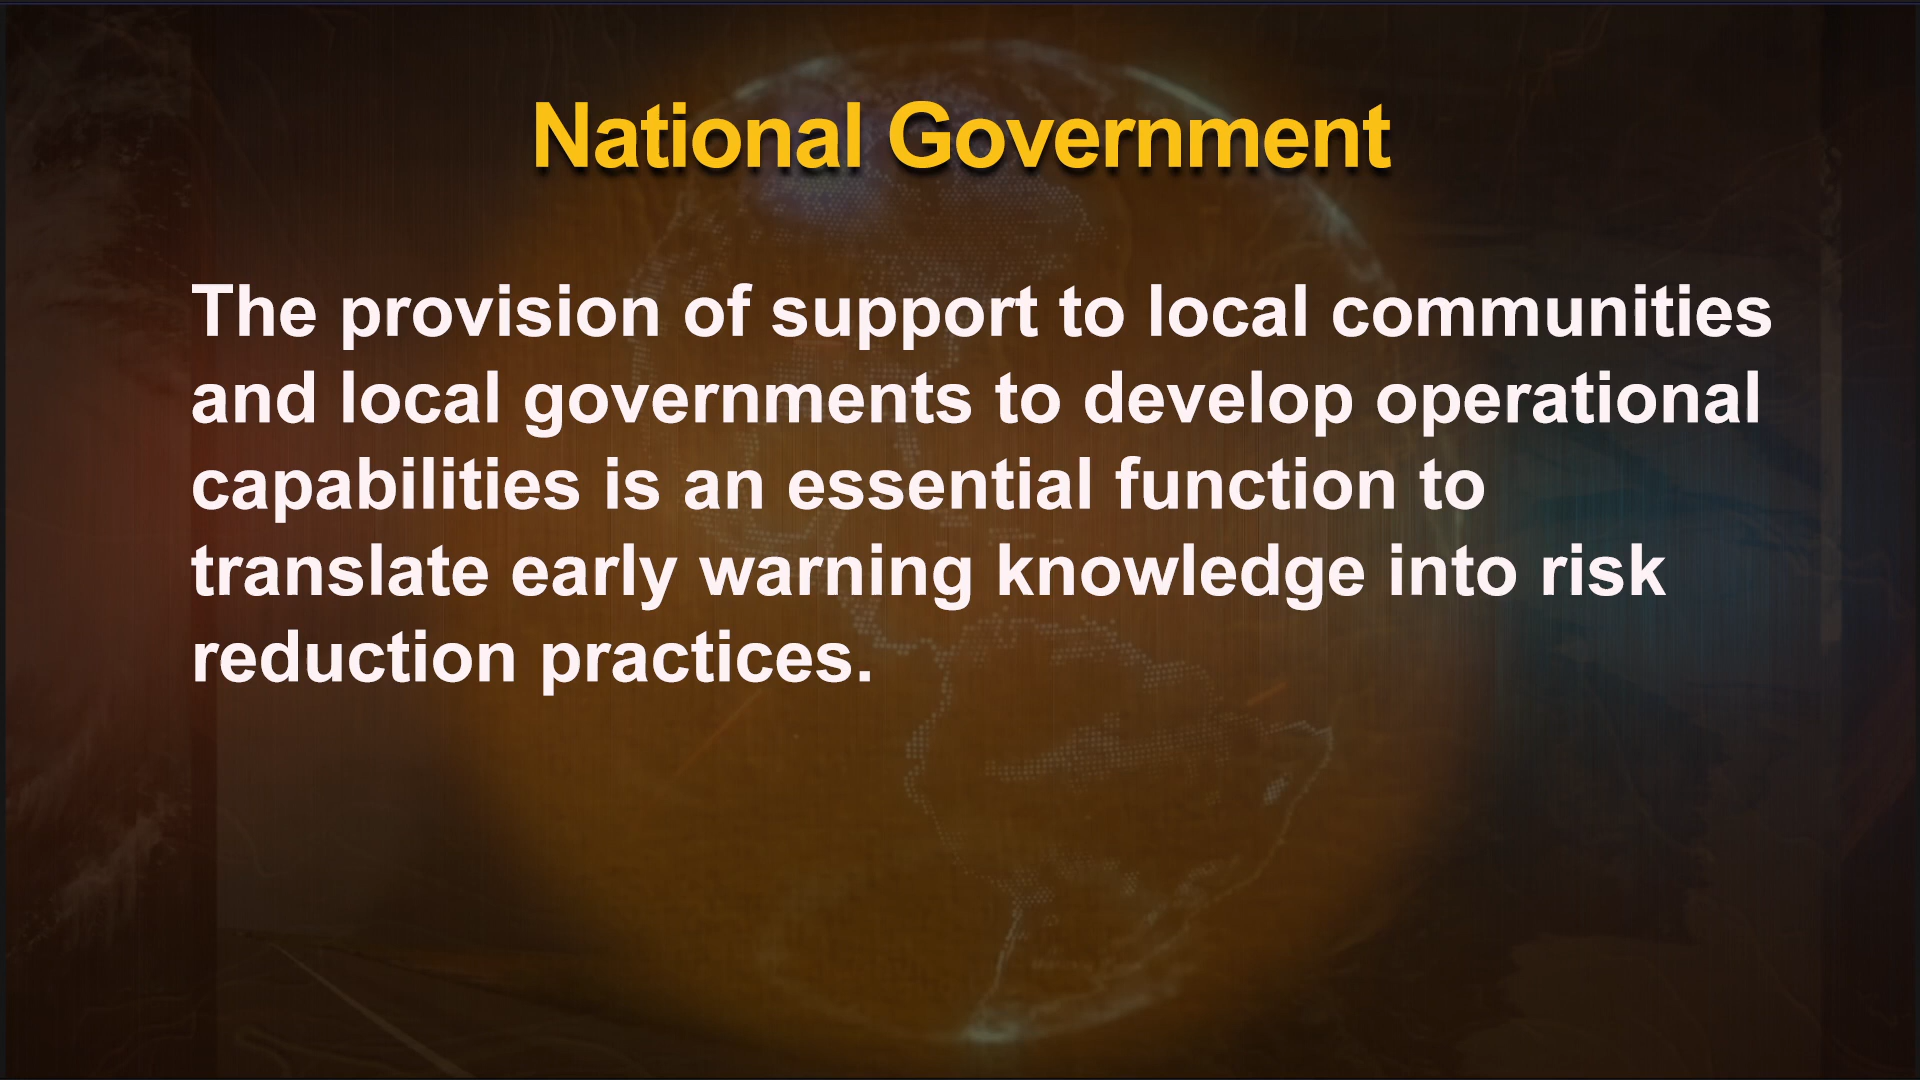 National Government
The provision of support to local communities
and local governments to develop operational
capabilities is an essential function to
translate early warning knowledge into risk
reduction practices.